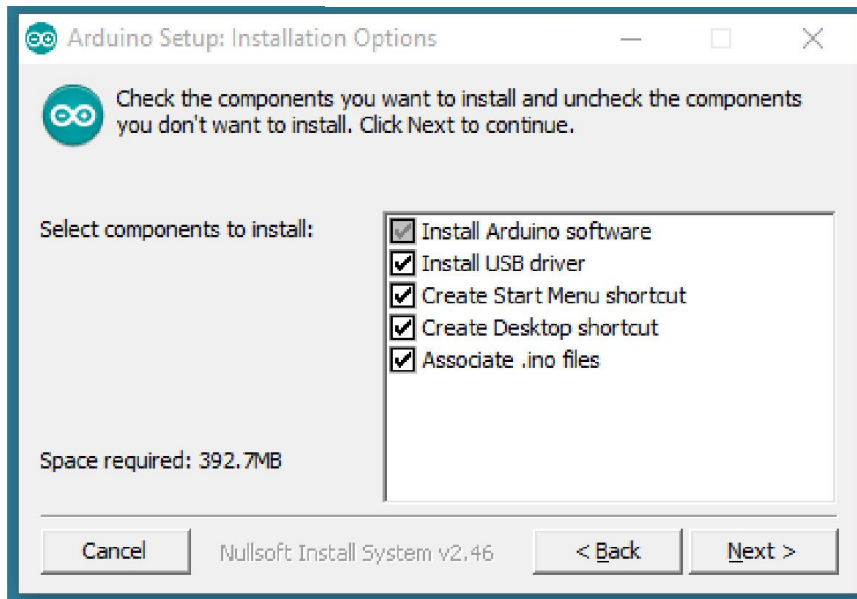 Arduino Setup: Installation Options
Check the components you want to install and uncheck the components
you don't want to install. Click Next to continue.
Select components to install:
Install Arduino software
Install USB driver
Create Start Menu shortcut
Create Desktop shortcut
Associate .ino files
Space required: 392.7MB
Cancel
Nullsoft Install System v2.46
< Back
Next >